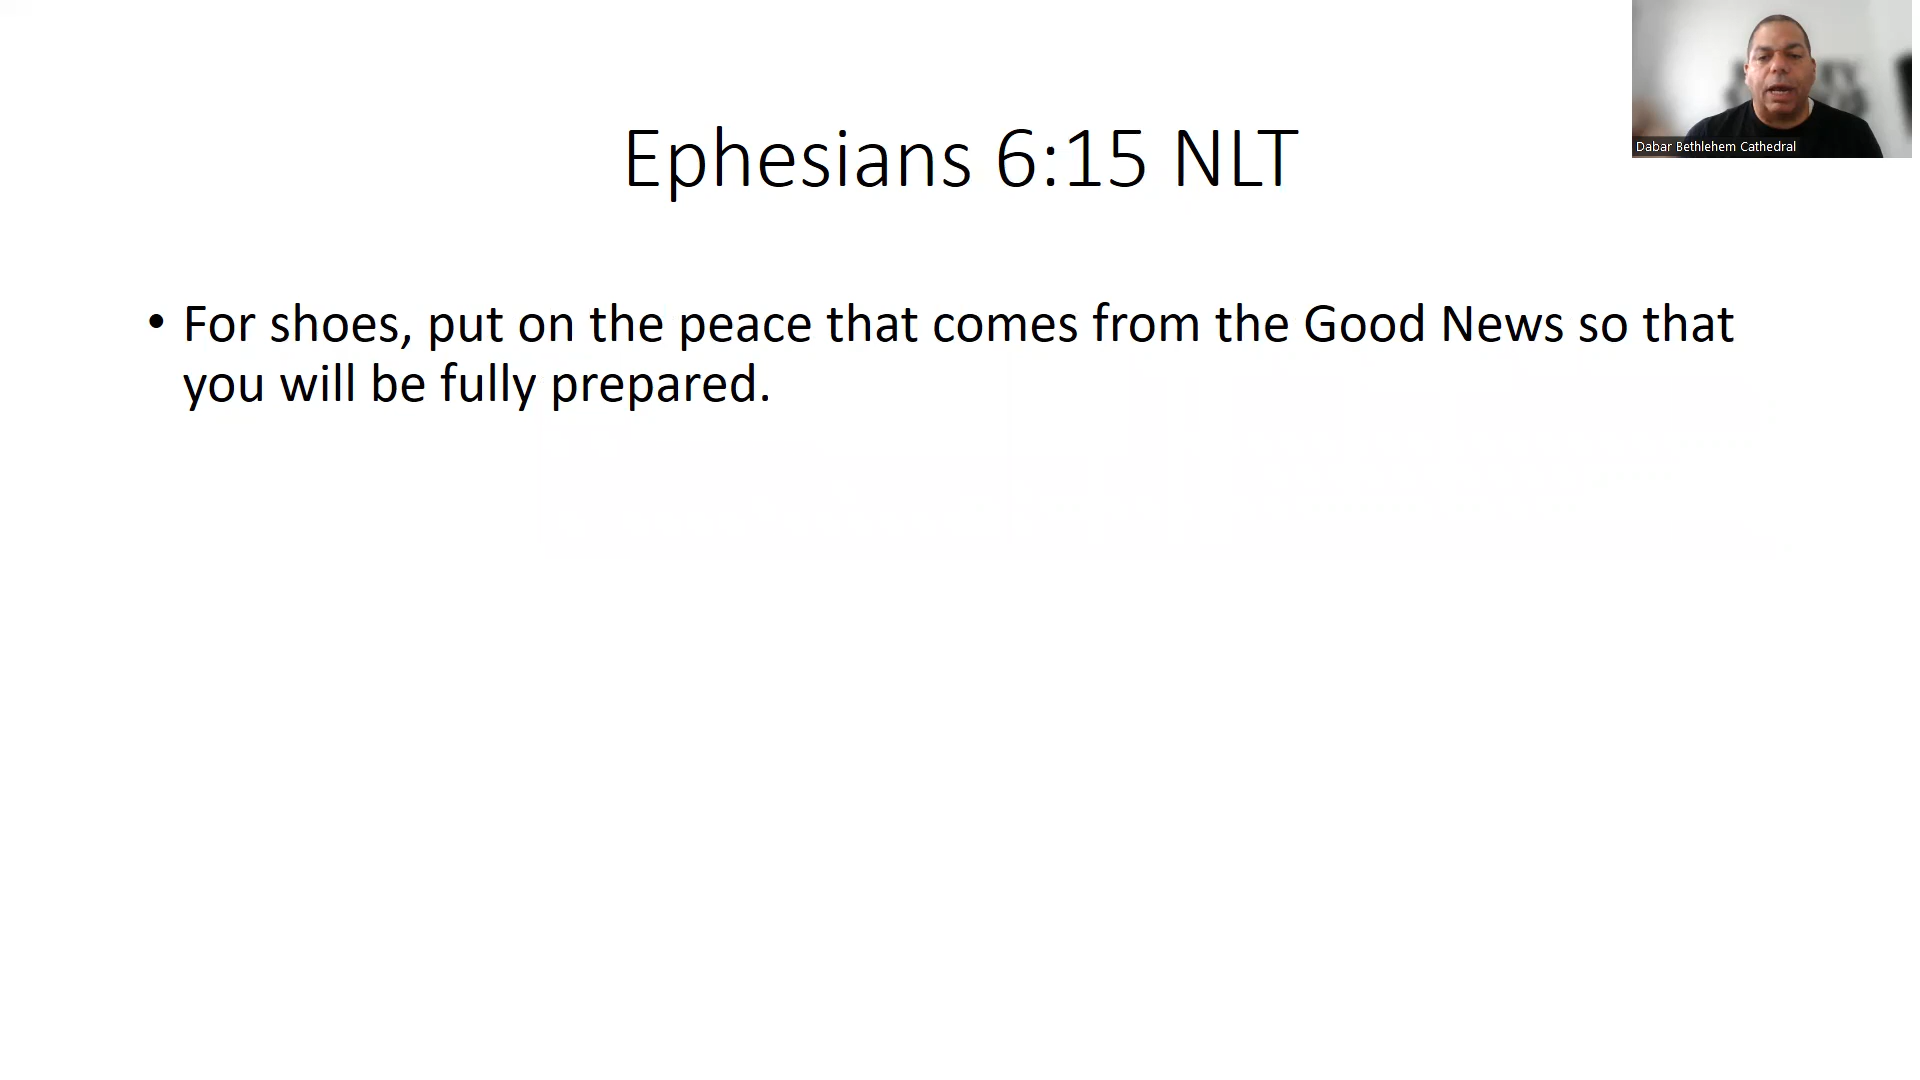 Ephesians 6:15 NLT
• For shoes, put on the peace that comes from the Good News so that
you will be fully prepared.
Dabar Bethlehem Cathedral